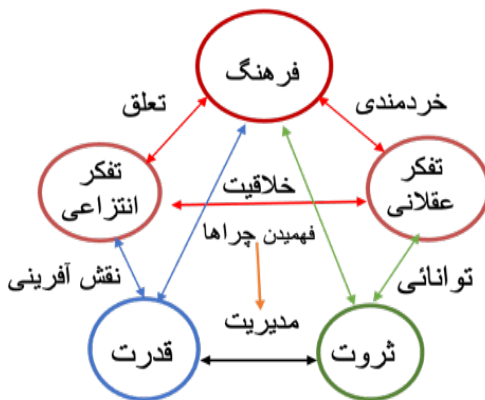 فرهنگ
خردمندی
تعلق
تفکر
عقلانی
خلاقیت
تفکر
انتزاعی
فهمیدن چراها
توانائی
نقش آفرینی
مدیریت
ثروت
قدرت